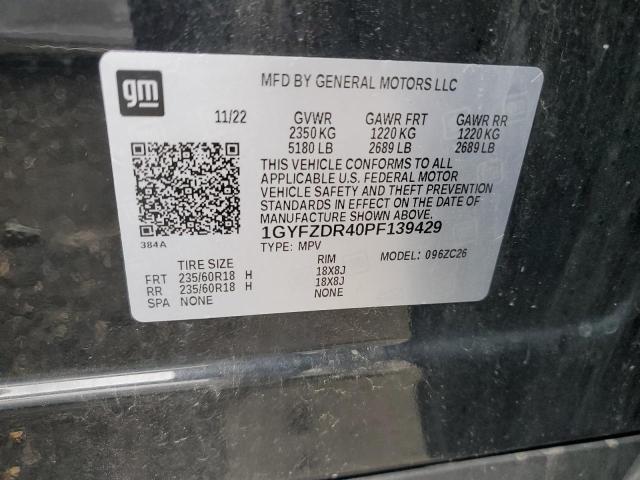 gm
MFD BY GENERAL MOTORS LLC
11/22 GVWR GAWR FRT GAWR RR
2350 KG 1220 KG 1220 KG
5180 LB 2689 LB 2689 LB
THIS VEHICLE CONFORMS TO ALL
APPLICABLE U.S. FEDERAL MOTOR
VEHICLE SAFETY AND THEFT PREVENTION
STANDARDS IN EFFECT ON THE DATE OF
MANUFACTURE SHOWN ABOVE.
1GYFZDR40PF139429
384A
TYPE: MPV MODEL: 096ZC26
TIRE SIZE RIM
FRT 235/60R18 H 18X8J
RR 235/60R18 H 18X8J
SPA NONE NONE